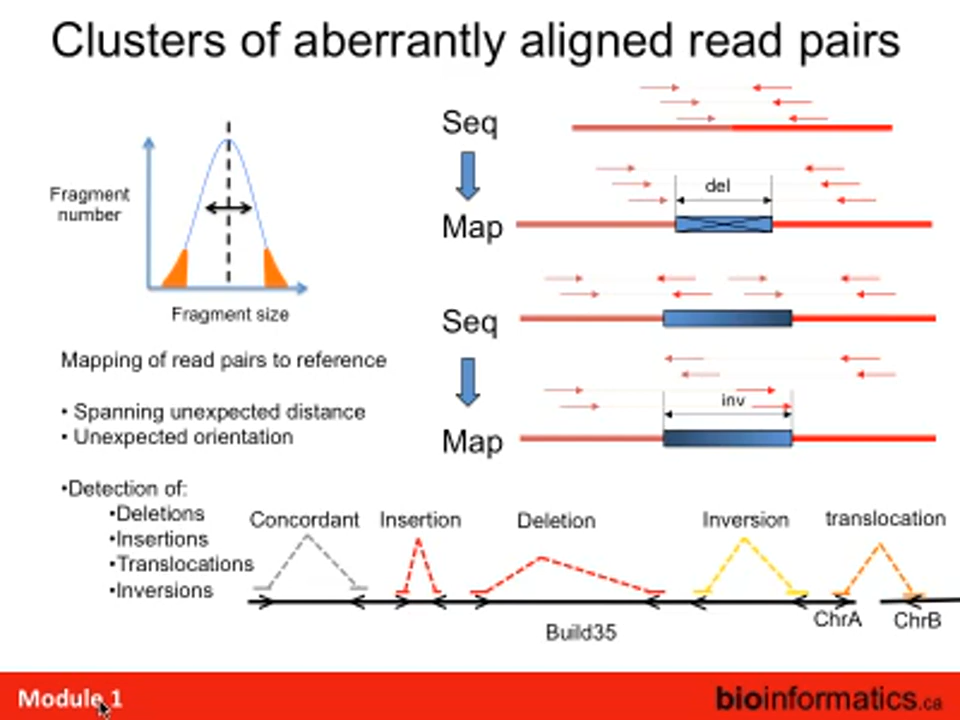 Clusters of aberrantly aligned read pairs
Fragment
number
Fragment size
Seq
Map
del
Seq
Map
inv
Mapping of read pairs to reference
• Spanning unexpected distance
• Unexpected orientation
•Detection of:
•Deletions
•Insertions
•Translocations
•Inversions
Concordant
Insertion
Deletion
Inversion
translocation
Build35
ChrA
ChrB
Module 1
bioinformatics.ca